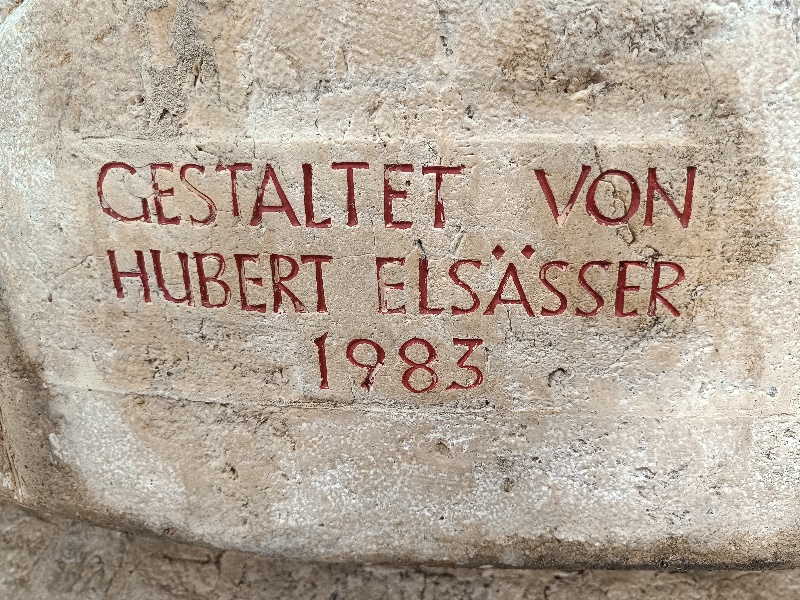 GESTALTET VON
HUBERT ELSÄSSER
1983